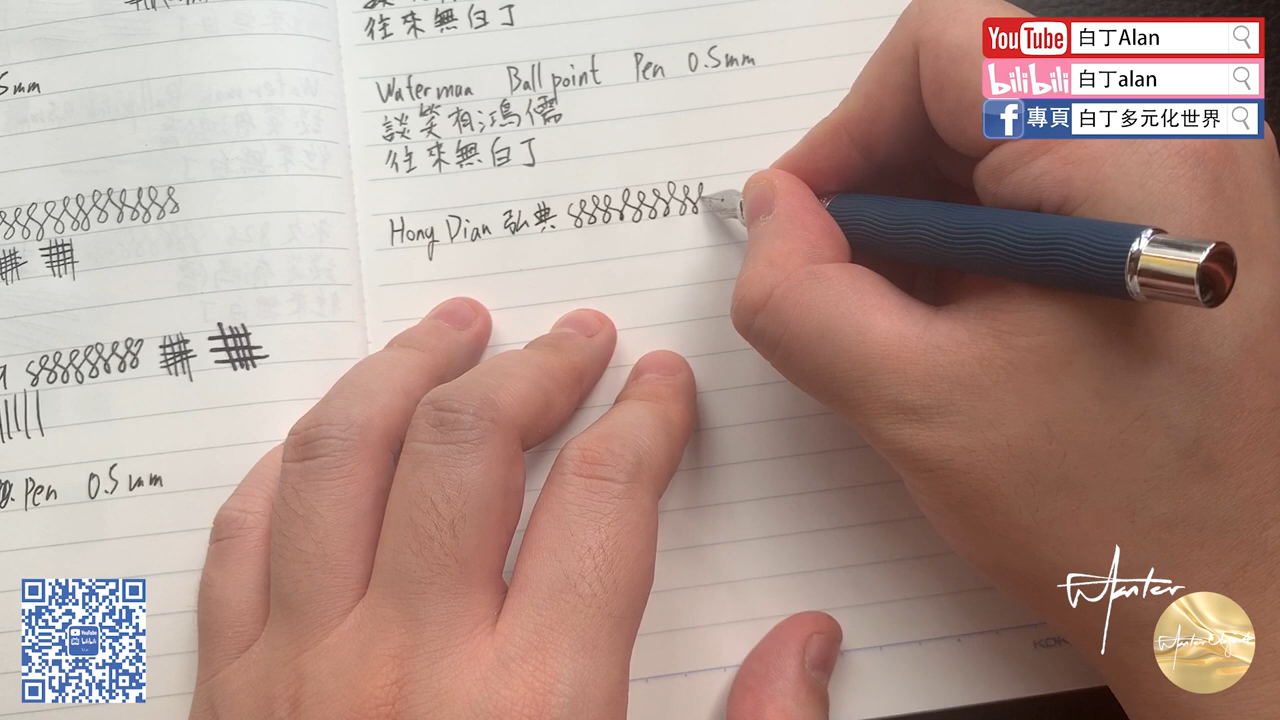 往來無白丁
Waterman Ballpoint Pen 0.5mm
談笑有鴻儒
往來無白丁
Hong Dian 弘典
5mm
Pen 0.5mm
YouTube 白丁Alan
bilibili 白丁alan
f 專頁 白丁多元化世界